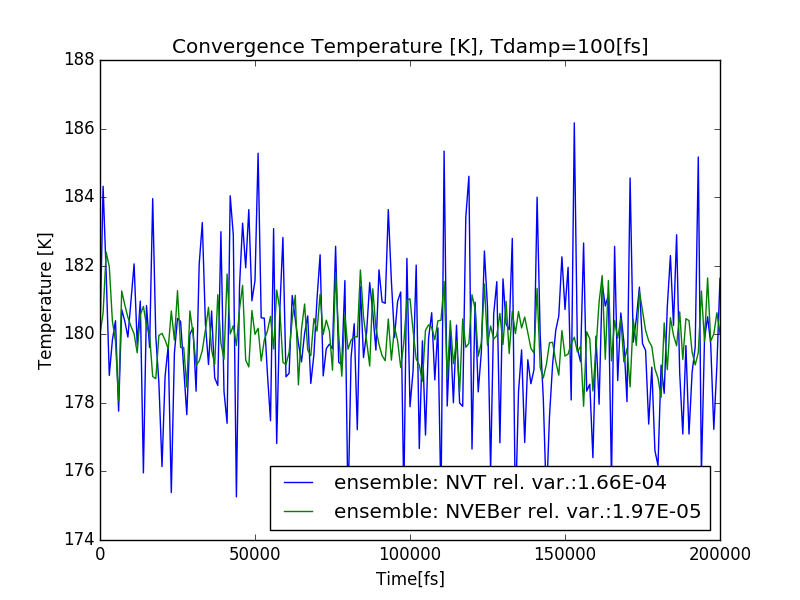 Convergence Temperature [K], Tdamp=100[fs]
188
186
184
182
180
178
176
174
Temperature [K]
ensemble: NVT rel. var.:1.66E-04
ensemble: NVEBer rel. var.:1.97E-05
0 50000 100000 150000 200000
Time[fs]